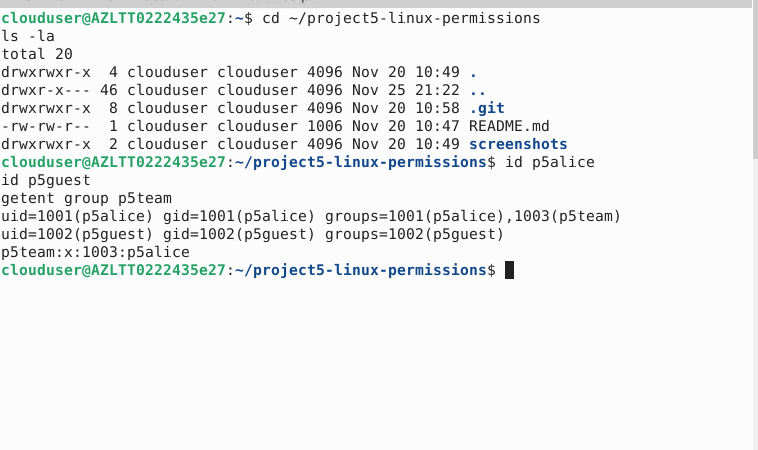 clouduser@AZLTT0222435e27:~$ cd ~/project5-linux-permissions
ls -la
total 20
drwxrwxr-x  4 clouduser clouduser 4096 Nov 20 10:49 .
drwxr-x--- 46 clouduser clouduser 4096 Nov 25 21:22 ..
drwxrwxr-x  8 clouduser clouduser 4096 Nov 20 10:58 .git
-rw-rw-r--  1 clouduser clouduser 1006 Nov 20 10:47 README.md
drwxrwxr-x  2 clouduser clouduser 4096 Nov 20 10:49 screenshots
clouduser@AZLTT0222435e27:~/project5-linux-permissions$ id p5alice
id p5guest
getent group p5team
uid=1001(p5alice) gid=1001(p5alice) groups=1001(p5alice),1003(p5team)
uid=1002(p5guest) gid=1002(p5guest) groups=1002(p5guest)
p5team:x:1003:p5alice
clouduser@AZLTT0222435e27:~/project5-linux-permissions$